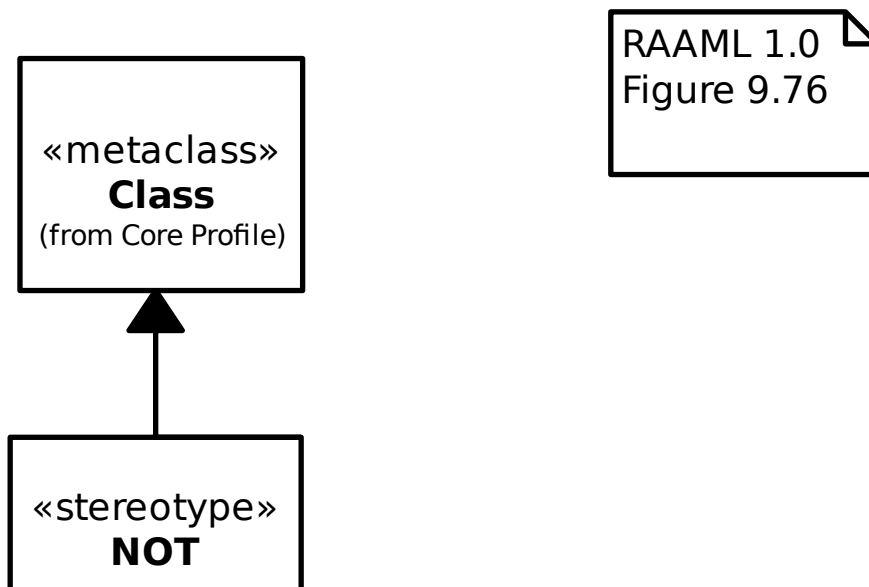 RAAML 1.0
Figure 9.76
«metaclass»
Class
(from Core Profile)
«stereotype»
NOT